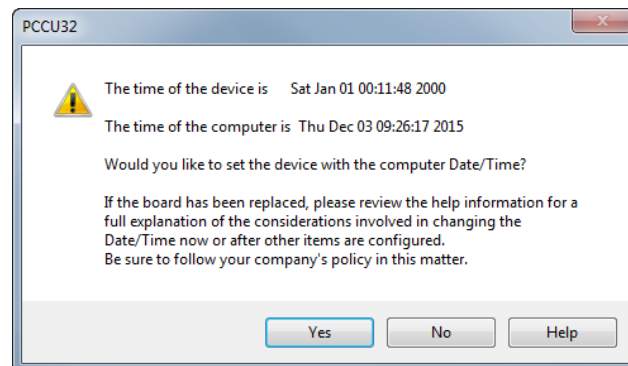 PCCU32
The time of the device is Sat Jan 01 00:11:48 2000
The time of the computer is Thu Dec 03 09:26:17 2015
Would you like to set the device with the computer Date/Time?
If the board has been replaced, please review the help information for a
full explanation of the considerations involved in changing the
Date/Time now or after other items are configured.
Be sure to follow your company's policy in this matter.
Yes No Help